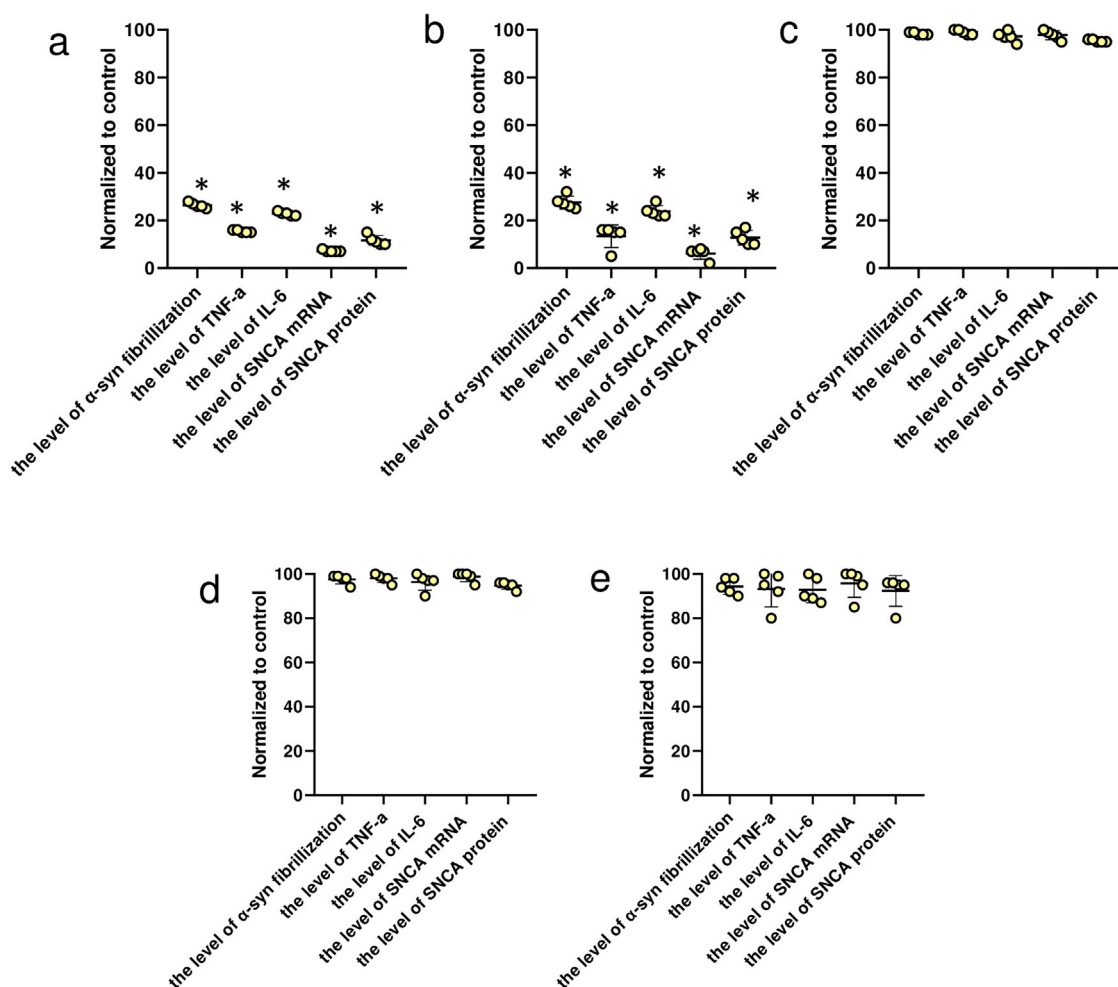 a
Normalized to control
100
80
60
40
20
0
* * * * *
the level of α-syn fibrillization
the level of TNF-a
the level of IL-6
the level of SNCA mRNA
the level of SNCA protein
b
Normalized to control
100
80
60
40
20
0
* * * * *
the level of α-syn fibrillization
the level of TNF-a
the level of IL-6
the level of SNCA mRNA
the level of SNCA protein
c
Normalized to control
100
80
60
40
20
0
the level of α-syn fibrillization
the level of TNF-a
the level of IL-6
the level of SNCA mRNA
the level of SNCA protein
d
Normalized to control
100
80
60
40
20
0
the level of α-syn fibrillization
the level of TNF-a
the level of IL-6
the level of SNCA mRNA
the level of SNCA protein
e
Normalized to control
100
80
60
40
20
0
the level of α-syn fibrillization
the level of TNF-a
the level of IL-6
the level of SNCA mRNA
the level of SNCA protein